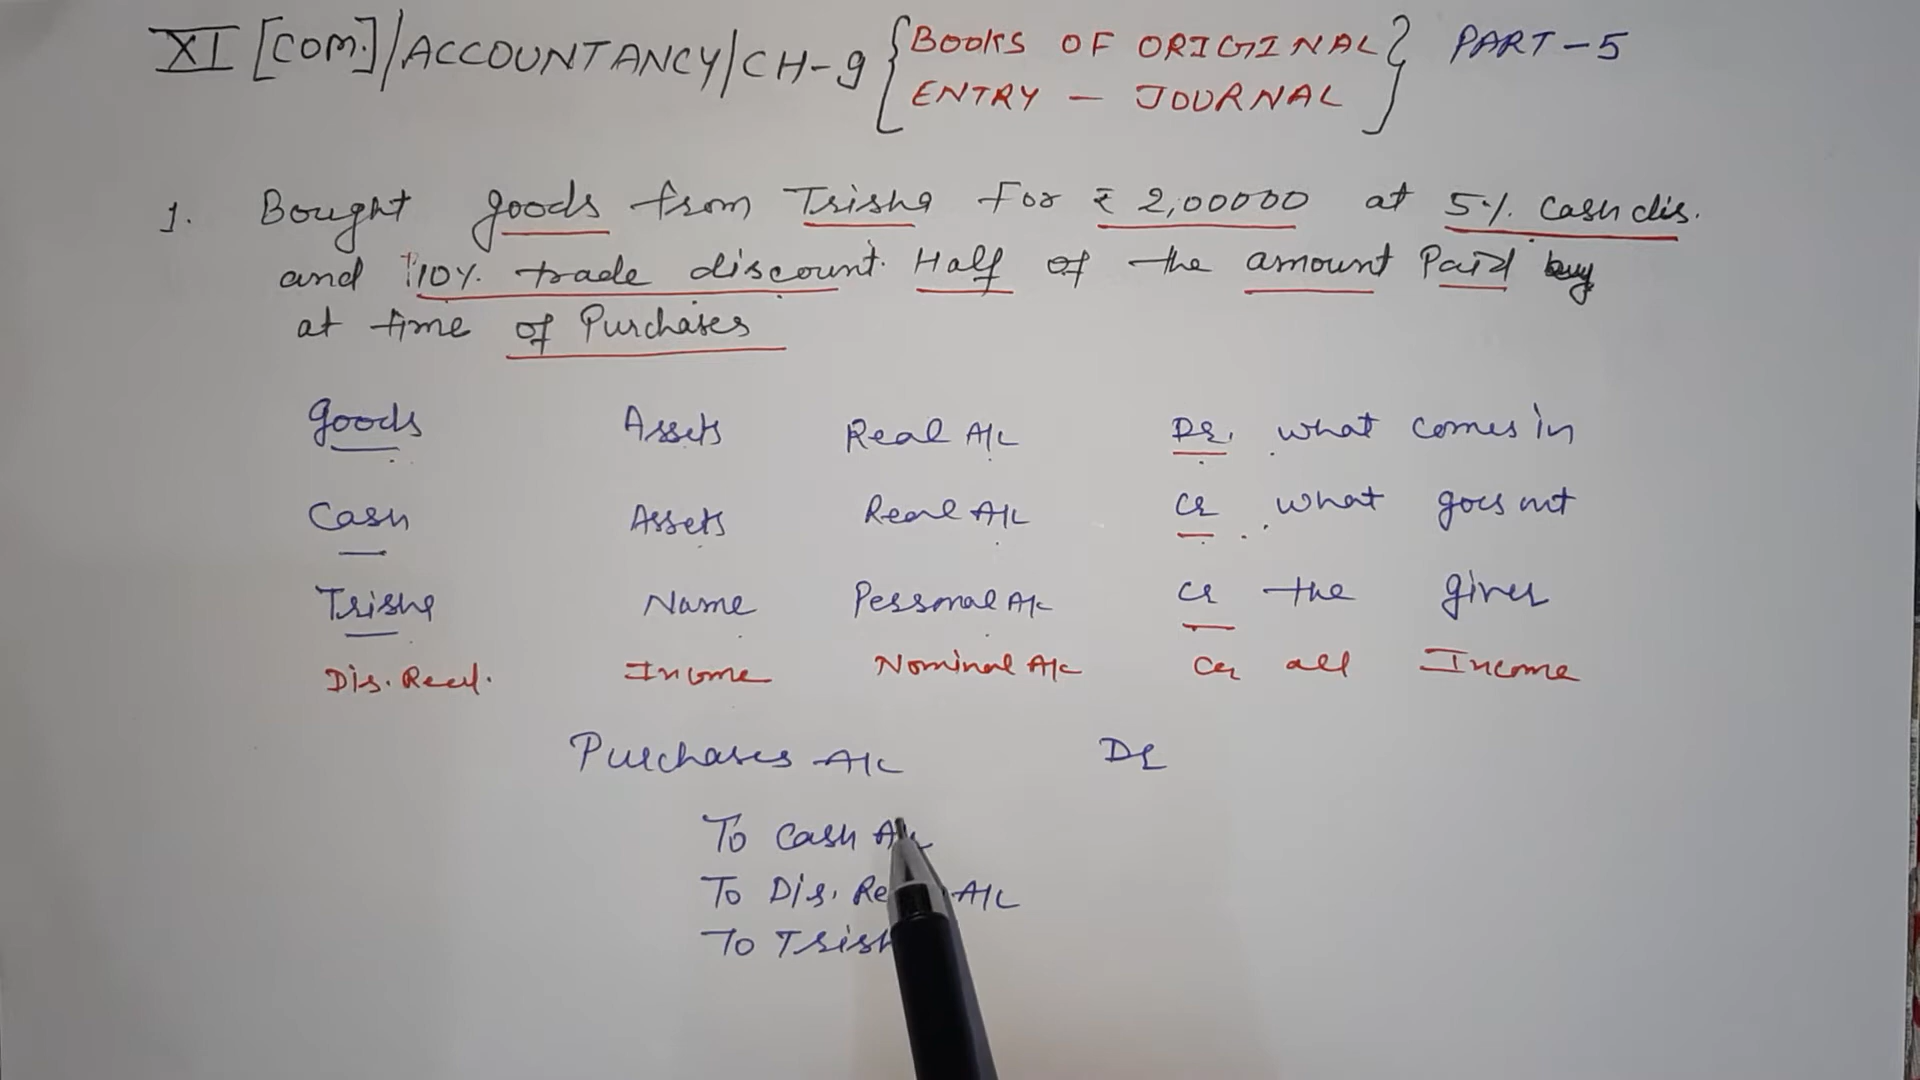 XI [COM.]/ACCOUNTANCY/CH-9 {BOOKS OF ORIGINAL ENTRY - JOURNAL} PART-5
1. Bought goods from Trisha For ₹ 2,00000 at 5% Cash dis.
and 10% trade discount. Half of the amount Paid
at time of Purchases
Goods Assets Real A/c Dr. what comes in
Cash Assets Real A/c Cr. what goes out
Trisha Name Personal A/c Cr the giver
Dis. Recd. Income Nominal A/c Cr all Income
Purchases A/c Dr
To Cash A/c
To Dis. Re A/c
To Trish